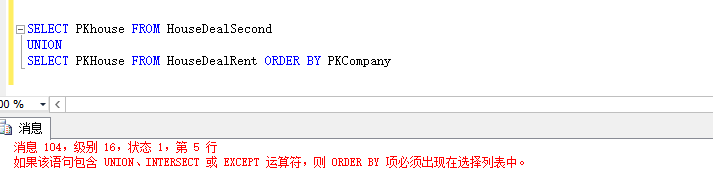 SELECT PKhouse FROM HouseDealSecond
UNION
SELECT PKHouse FROM HouseDealRent ORDER BY PKCompany
00 %
消息
消息 104，级别 16，状态 1，第 5 行
如果该语句包含 UNION、INTERSECT 或 EXCEPT 运算符，则 ORDER BY 项必须出现在选择列表中。